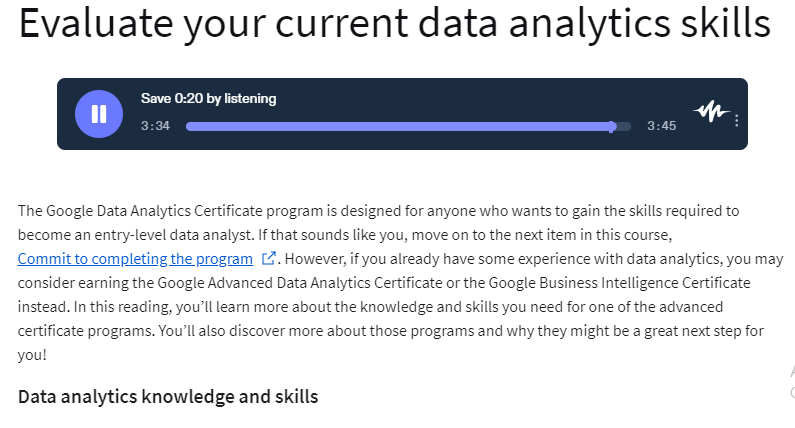 Evaluate your current data analytics skills
Save 0:20 by listening
3:34
3:45
The Google Data Analytics Certificate program is designed for anyone who wants to gain the skills required to
become an entry-level data analyst. If that sounds like you, move on to the next item in this course,
Commit to completing the program. However, if you already have some experience with data analytics, you may
consider earning the Google Advanced Data Analytics Certificate or the Google Business Intelligence Certificate
instead. In this reading, you’ll learn more about the knowledge and skills you need for one of the advanced
certificate programs. You’ll also discover more about those programs and why they might be a great next step for
you!
Data analytics knowledge and skills